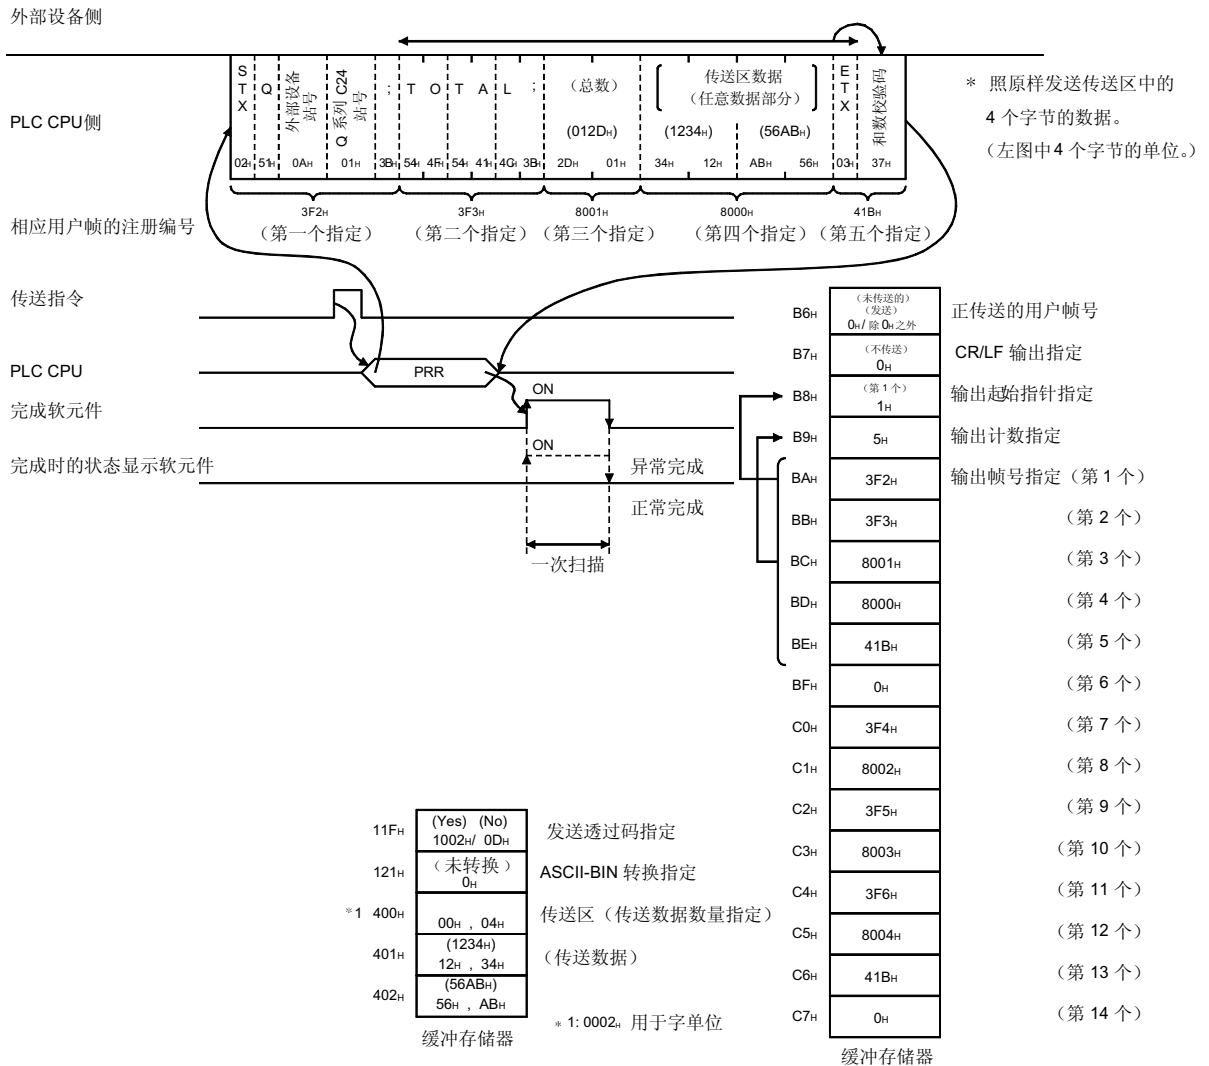 外部设备侧
PLC CPU侧
S T X
Q
外部设备站号
Q 系列 C24 站号
; T O T A L ;
（总数）
(012DH)
传送区数据
（任意数据部分）
(1234H) (56ABH)
E T X
和数校验码
02H 51H 0AH 01H 3BH 54H 4FH 54H 41H 4CH 3BH 2DH 01H 34H 12H ABH 56H 03H 37H
* 照原样发送传送区中的
4 个字节的数据。
（左图中4 个字节的单位。）
相应用户帧的注册编号
3F2H 3F3H 8001H 8000H 41BH
（第一个指定） （第二个指定） （第三个指定） （第四个指定） （第五个指定）
传送指令
PLC CPU
PRR
完成软元件
ON
完成时的状态显示软元件
ON
异常完成
正常完成
一次扫描
B6H （未传送的）
（发送）
0H / 除 0H 之外 正传送的用户帧号
B7H （不传送）
0H CR/LF 输出指定
B8H （第 1 个）
1H 输出起始指针指定
B9H 5H 输出计数指定
BAH 3F2H 输出帧号指定（第 1 个）
BBH 3F3H （第 2 个）
BCH 8001H （第 3 个）
BDH 8000H （第 4 个）
BEH 41BH （第 5 个）
BFH 0H （第 6 个）
C0H 3F4H （第 7 个）
C1H 8002H （第 8 个）
C2H 3F5H （第 9 个）
C3H 8003H （第 10 个）
C4H 3F6H （第 11 个）
C5H 8004H （第 12 个）
C6H 41BH （第 13 个）
C7H 0H （第 14 个）
缓冲存储器
11FH (Yes) (No)
1002H/ 0DH 发送透过码指定
121H （未转换）
0H ASCII-BIN 转换指定
*1 400H 00H , 04H 传送区（传送数据数量指定）
401H (1234H)
12H , 34H （传送数据）
402H (56ABH)
56H , ABH
缓冲存储器
* 1: 0002H 用于字单位